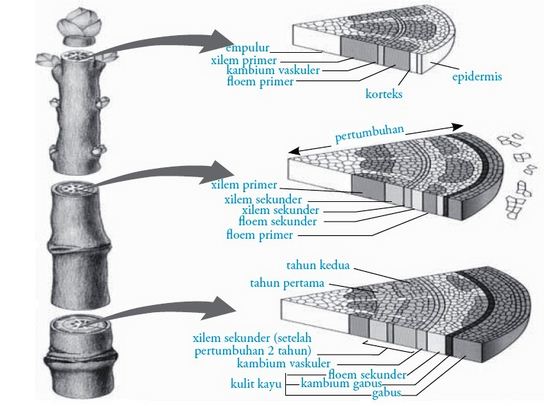 empulur
xilem primer
kambium vaskuler
floem primer
korteks
epidermis
pertumbuhan
xilem primer
xilem sekunder
xilem sekunder
floem sekunder
floem primer
tahun kedua
tahun pertama
xilem sekunder (setelah
pertumbuhan 2 tahun)
kambium vaskuler
floem sekunder
kulit kayu
kambium gabus
gabus